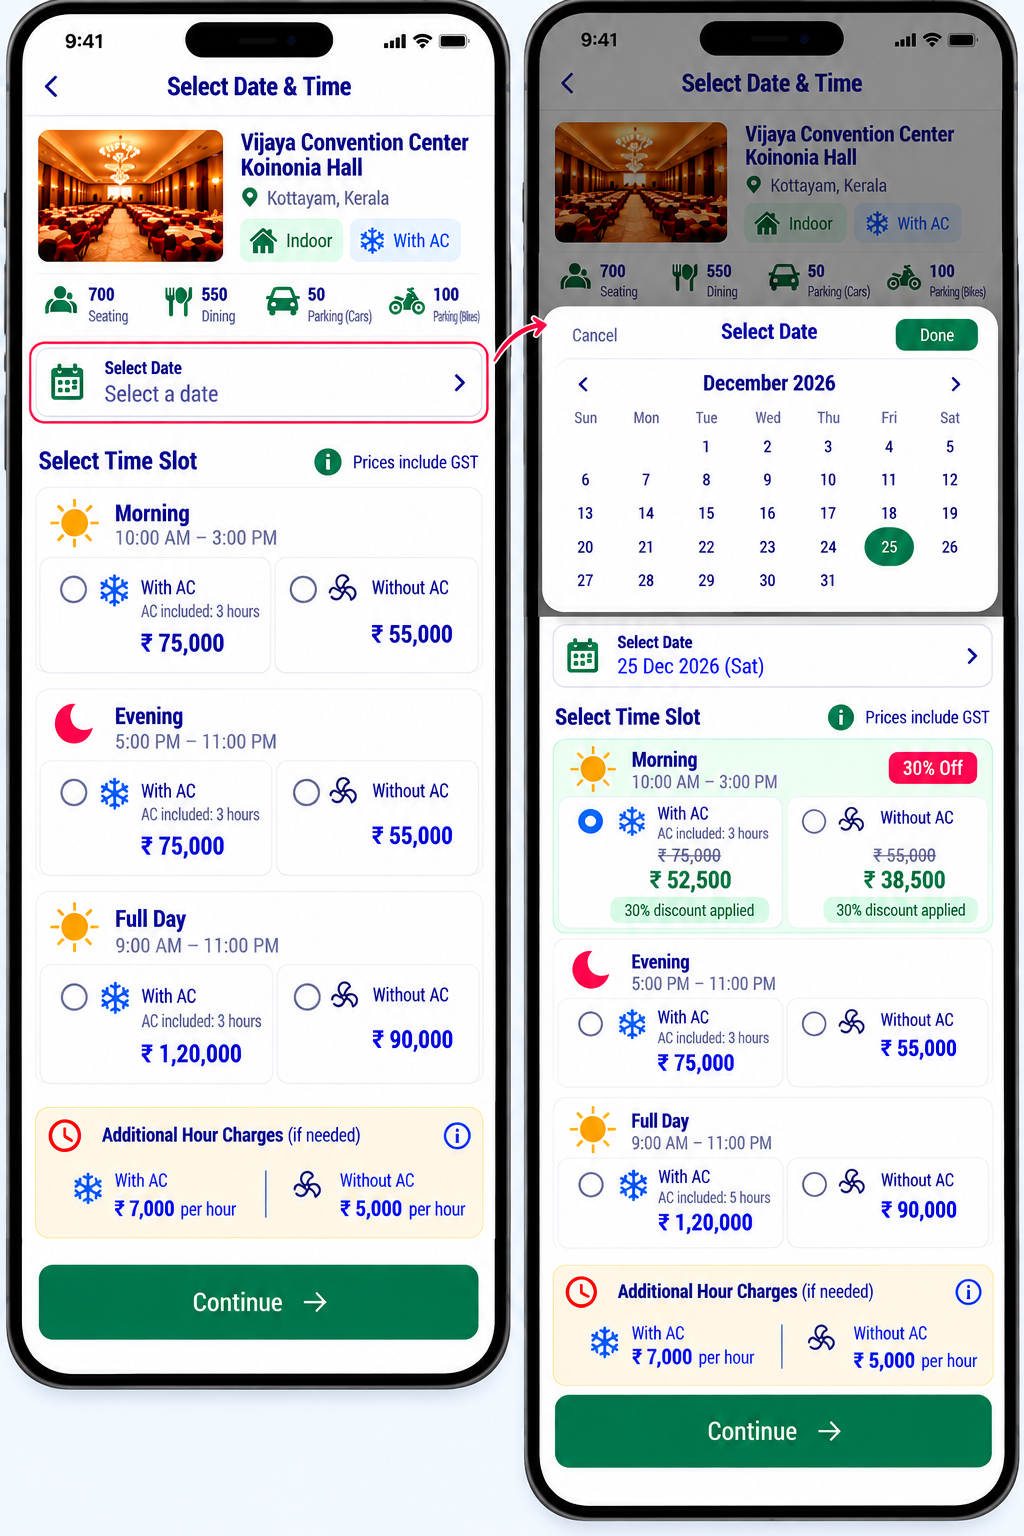 9:41
Select Date & Time
Vijaya Convention Center
Koinonia Hall
Kottayam, Kerala
Indoor
With AC
700
Seating
550
Dining
50
Parking (Cars)
100
Parking (Bikes)
Select Date
Select a date
Select Time Slot
Prices include GST
Morning
10:00 AM – 3:00 PM
With AC
AC included: 3 hours
₹ 75,000
Without AC
₹ 55,000
Evening
5:00 PM – 11:00 PM
With AC
AC included: 3 hours
₹ 75,000
Without AC
₹ 55,000
Full Day
9:00 AM – 11:00 PM
With AC
AC included: 3 hours
₹ 1,20,000
Without AC
₹ 90,000
Additional Hour Charges (if needed)
With AC
₹ 7,000 per hour
Without AC
₹ 5,000 per hour
Continue
9:41
Select Date & Time
Vijaya Convention Center
Koinonia Hall
Kottayam, Kerala
Indoor
With AC
700
Seating
550
Dining
50
Parking (Cars)
100
Parking (Bikes)
Cancel
Select Date
Done
December 2026
Sun Mon Tue Wed Thu Fri Sat
1 2 3 4 5
6 7 8 9 10 11 12
13 14 15 16 17 18 19
20 21 22 23 24 25 26
27 28 29 30 31
Select Date
25 Dec 2026 (Sat)
Select Time Slot
Prices include GST
Morning
10:00 AM – 3:00 PM
30% Off
With AC
AC included: 3 hours
₹ 75,000
₹ 52,500
30% discount applied
Without AC
₹ 55,000
₹ 38,500
30% discount applied
Evening
5:00 PM – 11:00 PM
With AC
AC included: 3 hours
₹ 75,000
Without AC
₹ 55,000
Full Day
9:00 AM – 11:00 PM
With AC
AC included: 5 hours
₹ 1,20,000
Without AC
₹ 90,000
Additional Hour Charges (if needed)
With AC
₹ 7,000 per hour
Without AC
₹ 5,000 per hour
Continue